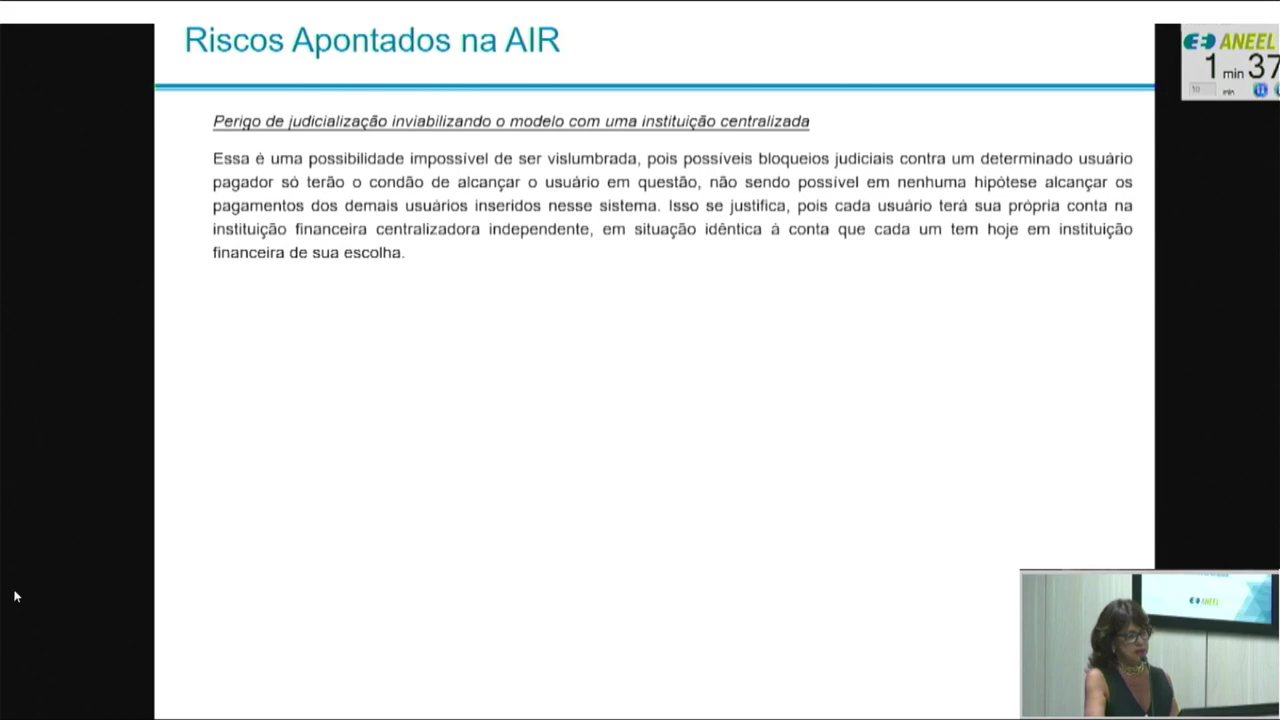 Riscos Apontados na AIR
ANEEL
1 min 37
10 min
Perigo de judicialização inviabilizando o modelo com uma instituição centralizada
Essa é uma possibilidade impossível de ser vislumbrada, pois possíveis bloqueios judiciais contra um determinado usuário
pagador só terão o condão de alcançar o usuário em questão, não sendo possível em nenhuma hipótese alcançar os
pagamentos dos demais usuários inseridos nesse sistema. Isso se justifica, pois cada usuário terá sua própria conta na
instituição financeira centralizadora independente, em situação idêntica à conta que cada um tem hoje em instituição
financeira de sua escolha.
ANEEL